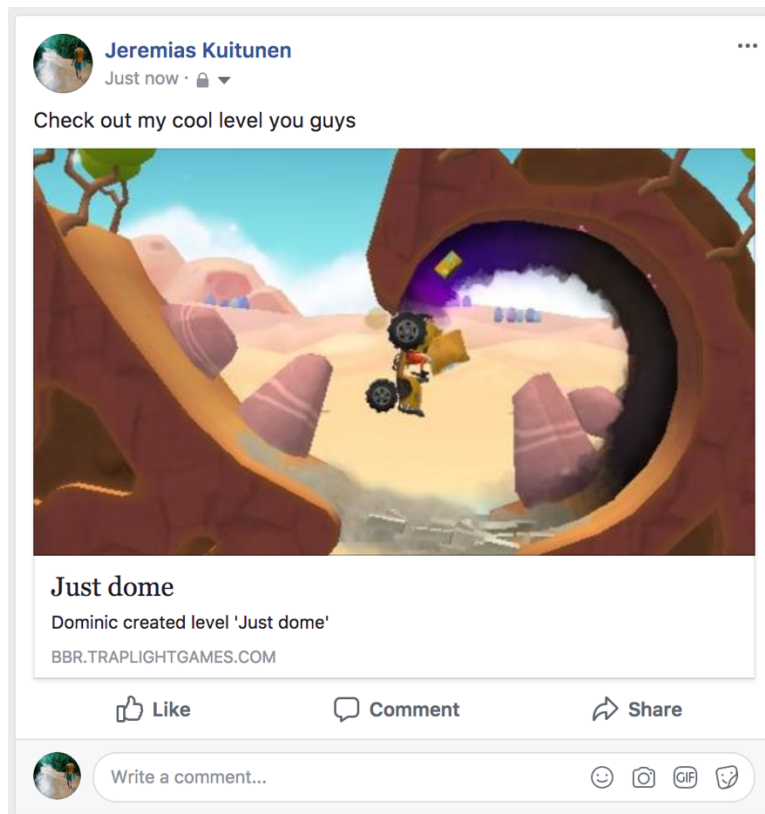 Jeremias Kuitunen
Just now ·
Check out my cool level you guys
Just dome
Dominic created level 'Just dome'
BBR.TRAPLIGHTGAMES.COM
Like Comment Share
Write a comment... GIF